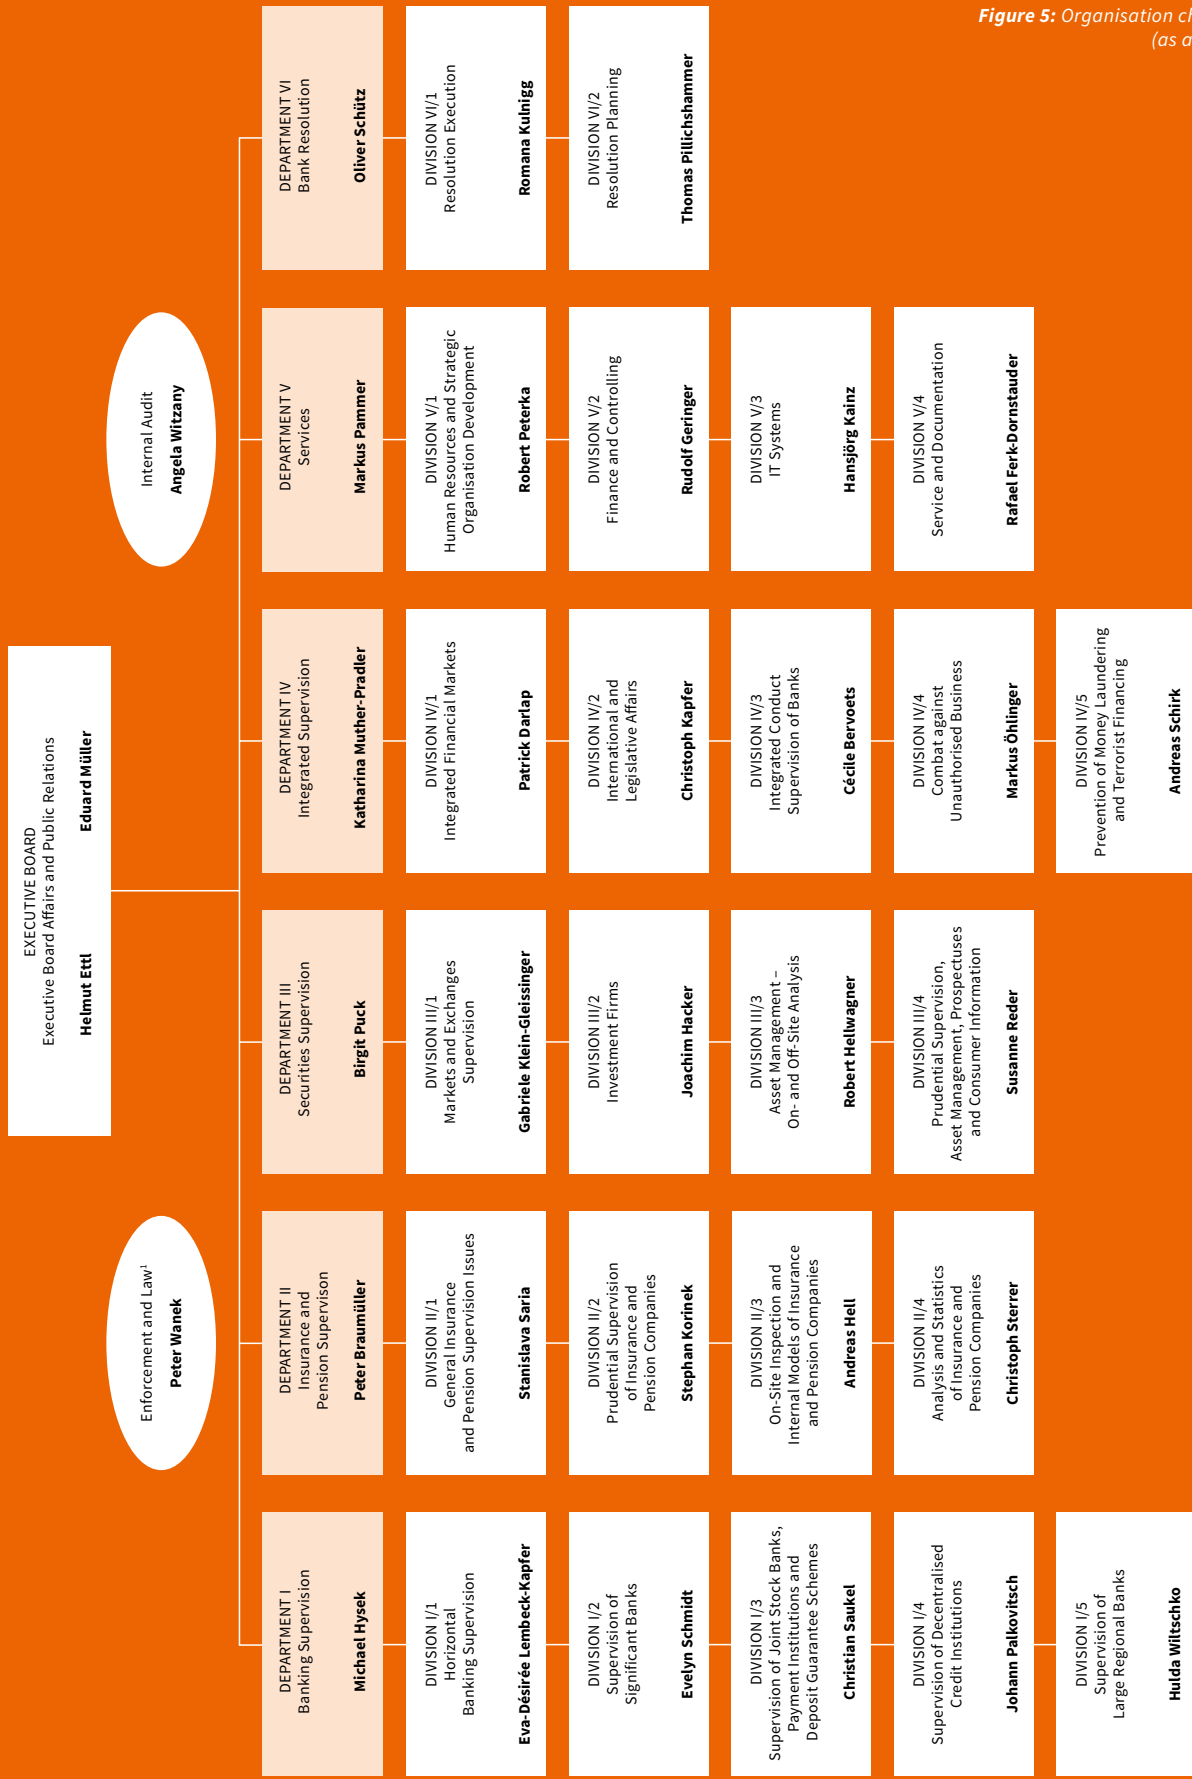 Figure 5: Organisation ch
(as a
EXECUTIVE BOARD
Executive Board Affairs and Public Relations
Helmut Ettl
Eduard Müller
Enforcement and Law¹
Peter Wanek
Internal Audit
Angela Witzany
DEPARTMENT I
Banking Supervision
Michael Hysek
DIVISION I/1
Horizontal
Banking Supervision
Eva-Désirée Lembeck-Kapfer
DIVISION I/2
Supervision of
Significant Banks
Evelyn Schmidt
DIVISION I/3
Supervision of Joint Stock Banks,
Payment Institutions and
Deposit Guarantee Schemes
Christian Saukel
DIVISION I/4
Supervision of Decentralised
Credit Institutions
Johann Palkovitsch
DIVISION I/5
Supervision of
Large Regional Banks
Hulda Wiltschko
DEPARTMENT II
Insurance and
Pension Supervison
Peter Braumüller
DIVISION II/1
General Insurance
and Pension Supervision Issues
Stanislava Saria
DIVISION II/2
Prudential Supervision
of Insurance and
Pension Companies
Stephan Korinek
DIVISION II/3
On-Site Inspection and
Internal Models of Insurance
and Pension Companies
Andreas Hell
DIVISION II/4
Analysis and Statistics
of Insurance and
Pension Companies
Christoph Sterrer
DEPARTMENT III
Securities Supervision
Birgit Puck
DIVISION III/1
Markets and Exchanges
Supervision
Gabriele Klein-Gleissinger
DIVISION III/2
Investment Firms
Joachim Hacker
DIVISION III/3
Asset Management –
On- and Off-Site Analysis
Robert Hellwagner
DIVISION III/4
Prudential Supervision,
Asset Management, Prospectuses
and Consumer Information
Susanne Reder
DEPARTMENT IV
Integrated Supervision
Katharina Muther-Pradler
DIVISION IV/1
Integrated Financial Markets
Patrick Darlap
DIVISION IV/2
International and
Legislative Affairs
Christoph Kapfer
DIVISION IV/3
Integrated Conduct
Supervision of Banks
Cécile Bervoets
DIVISION IV/4
Combat against
Unauthorised Business
Markus Öhlinger
DIVISION IV/5
Prevention of Money Laundering
and Terrorist Financing
Andreas Schirk
DEPARTMENT V
Services
Markus Pammer
DIVISION V/1
Human Resources and Strategic
Organisation Development
Robert Peterka
DIVISION V/2
Finance and Controlling
Rudolf Geringer
DIVISION V/3
IT Systems
Hansjörg Kainz
DIVISION V/4
Service and Documentation
Rafael Ferk-Dornstauder
DEPARTMENT VI
Bank Resolution
Oliver Schütz
DIVISION VI/1
Resolution Execution
Romana Kulnigg
DIVISION VI/2
Resolution Planning
Thomas Pillichshammer